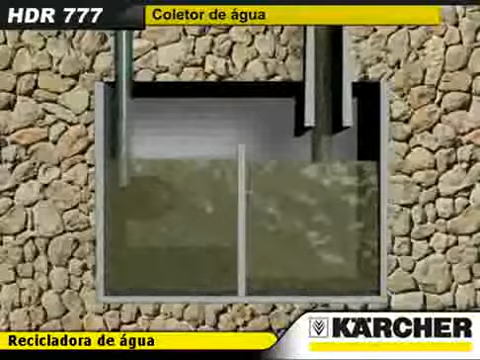 HDR 777
Coletor de água
Recicladora de água
KÄRCHER